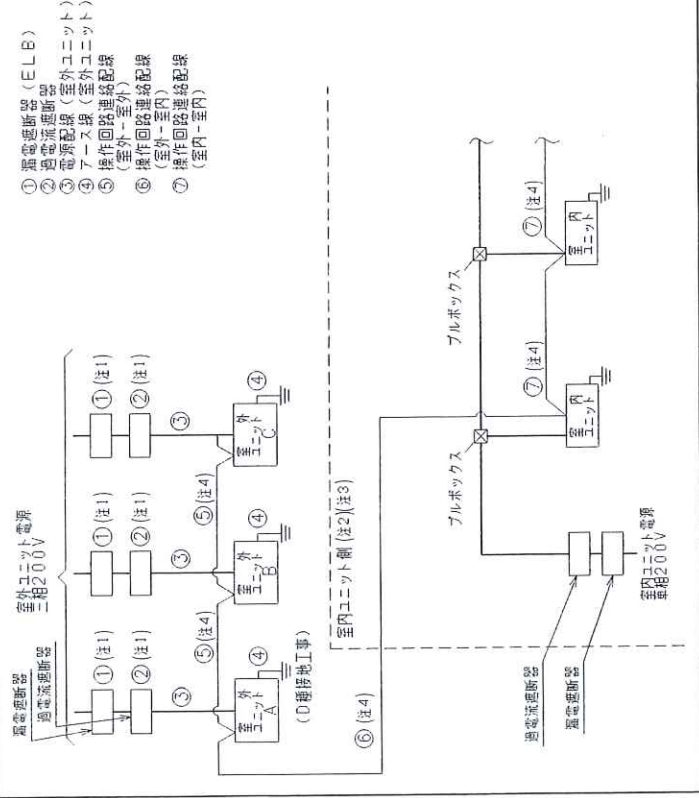 ① 漏電遮断器 (ELB)
② 過電流遮断器
③ 電源配線 (室外ユニット)
④ アース線 (室外ユニット)
⑤ 操作回路連絡配線
(室外-室外)
⑥ 操作回路連絡配線
(室外-室内)
⑦ 操作回路連絡配線
(室内-室内)
室外ユニット電源
三相200V
漏電遮断器
過電流遮断器
①(注1)
①(注1)
①(注1)
②(注1)
②(注1)
②(注1)
③
③
③
⑤(注4)
⑤(注4)
室外
ユニット
A
④
室外
ユニット
B
④
室外
ユニット
C
④
(D種接地工事)
⑥(注4)
室内ユニット側(注2)(注3)
プルボックス
プルボックス
⑦(注4)
⑦(注4)
室内
ユニット
室内
ユニット
過電流遮断器
漏電遮断器
室内ユニット電源
単相200V